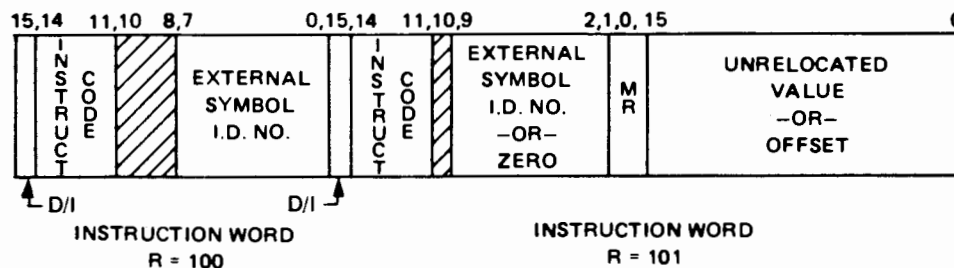 15,14 11,10 8,7 0,15,14 11,10,9 2,1,0,15
INSTRUCT
CODE
EXTERNAL
SYMBOL
I.D. NO.
INSTRUCT
CODE
EXTERNAL
SYMBOL
I.D. NO.
–OR–
ZERO
MR
UNRELOCATED
VALUE
–OR–
OFFSET
D/I
D/I
INSTRUCTION WORD
R = 100
INSTRUCTION WORD
R = 101